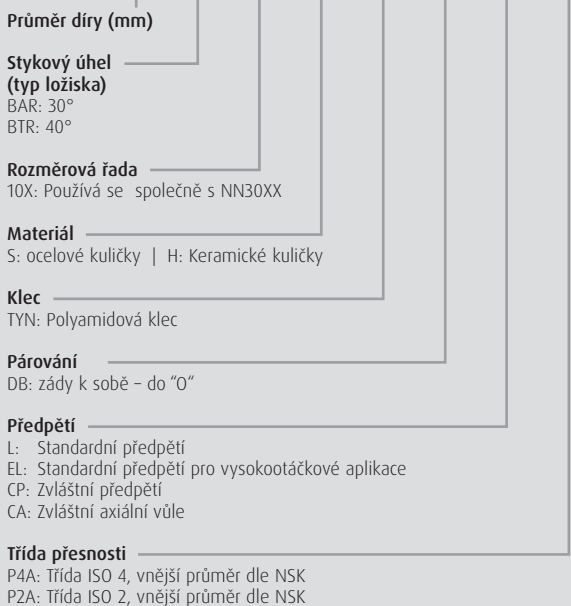 Průměr díry (mm)
Stykový úhel
(typ ložiska)
BAR: 30°
BTR: 40°
Rozměrová řada
10X: Používá se společně s NN30XX
Materiál
S: ocelové kuličky | H: Keramické kuličky
Klec
TYN: Polyamidová klec
Párování
DB: zády k sobě – do "O"
Předpětí
L: Standardní předpětí
EL: Standardní předpětí pro vysokootáčkové aplikace
CP: Zvláštní předpětí
CA: Zvláštní axiální vůle
Třída přesnosti
P4A: Třída ISO 4, vnější průměr dle NSK
P2A: Třída ISO 2, vnější průměr dle NSK